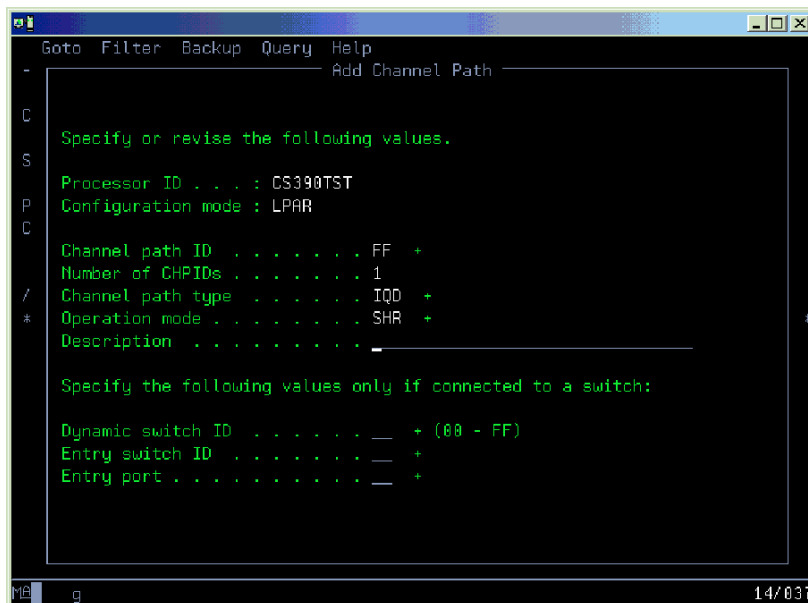 Goto Filter Backup Query Help
- Add Channel Path
C
Specify or revise the following values.
S
Processor ID . . . : CS390TST
P Configuration mode : LPAR
C
Channel path ID . . . . . . . FF +
Number of CHPIDs . . . . . . . 1
/ Channel path type . . . . . . IQD +
* Operation mode . . . . . . . . SHR + *
Description . . . . . . . . . _
Specify the following values only if connected to a switch:
Dynamic switch ID . . . . . . __ + (00 - FF)
Entry switch ID . . . . . . . __ +
Entry port . . . . . . . . . . __ +
MA g 14/037